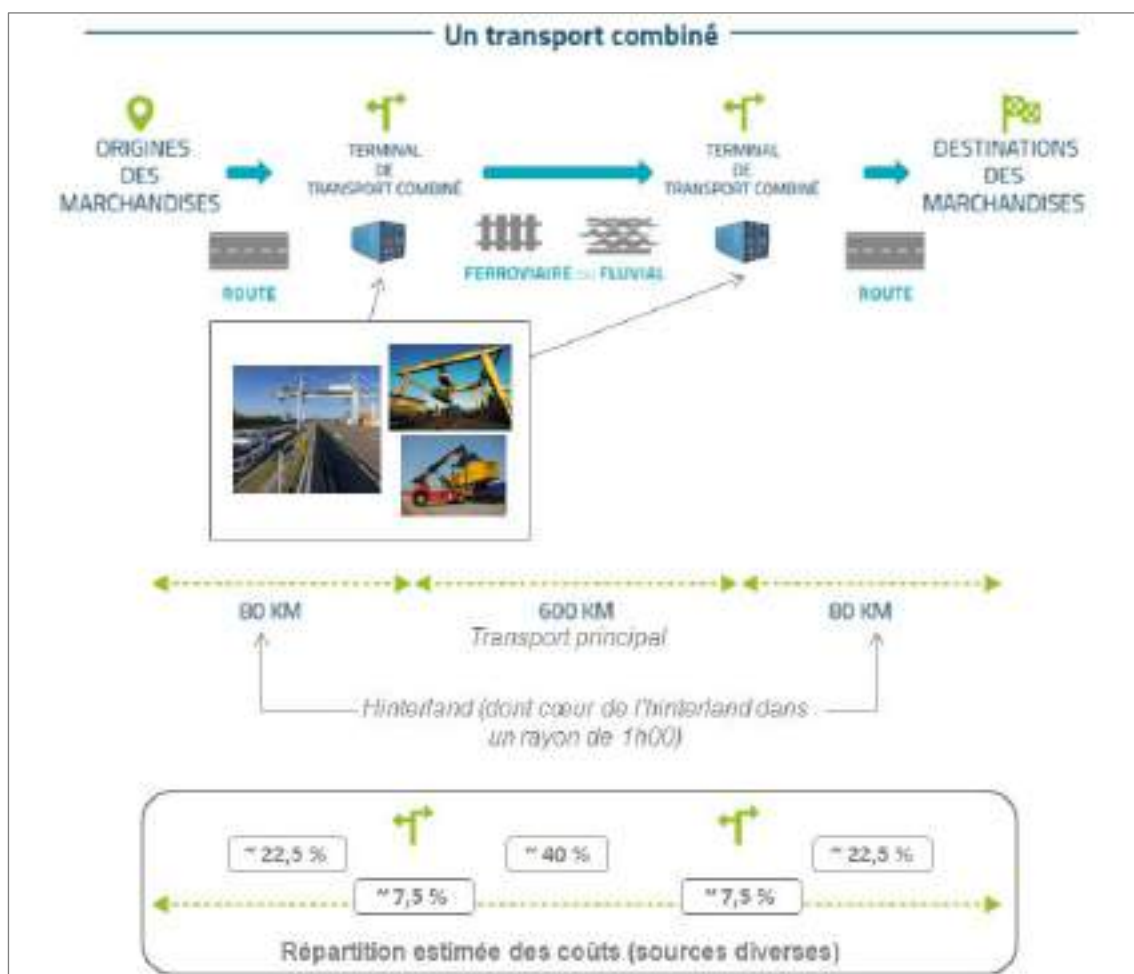 Un transport combiné
ORIGINES
DES
MARCHANDISES
TERMINAL
DE
TRANSPORT COMBINÉ
TERMINAL
DE
TRANSPORT COMBINÉ
DESTINATIONS
DES
MARCHANDISES
ROUTE
FERROVIAIRE OU FLUVIAL
ROUTE
80 KM
600 KM
80 KM
Transport principal
Hinterland (dont cœur de l'hinterland dans
un rayon de 1h00)
~ 22,5 %
~ 40 %
~ 22,5 %
~ 7,5 %
~ 7,5 %
Répartition estimée des coûts (sources diverses)